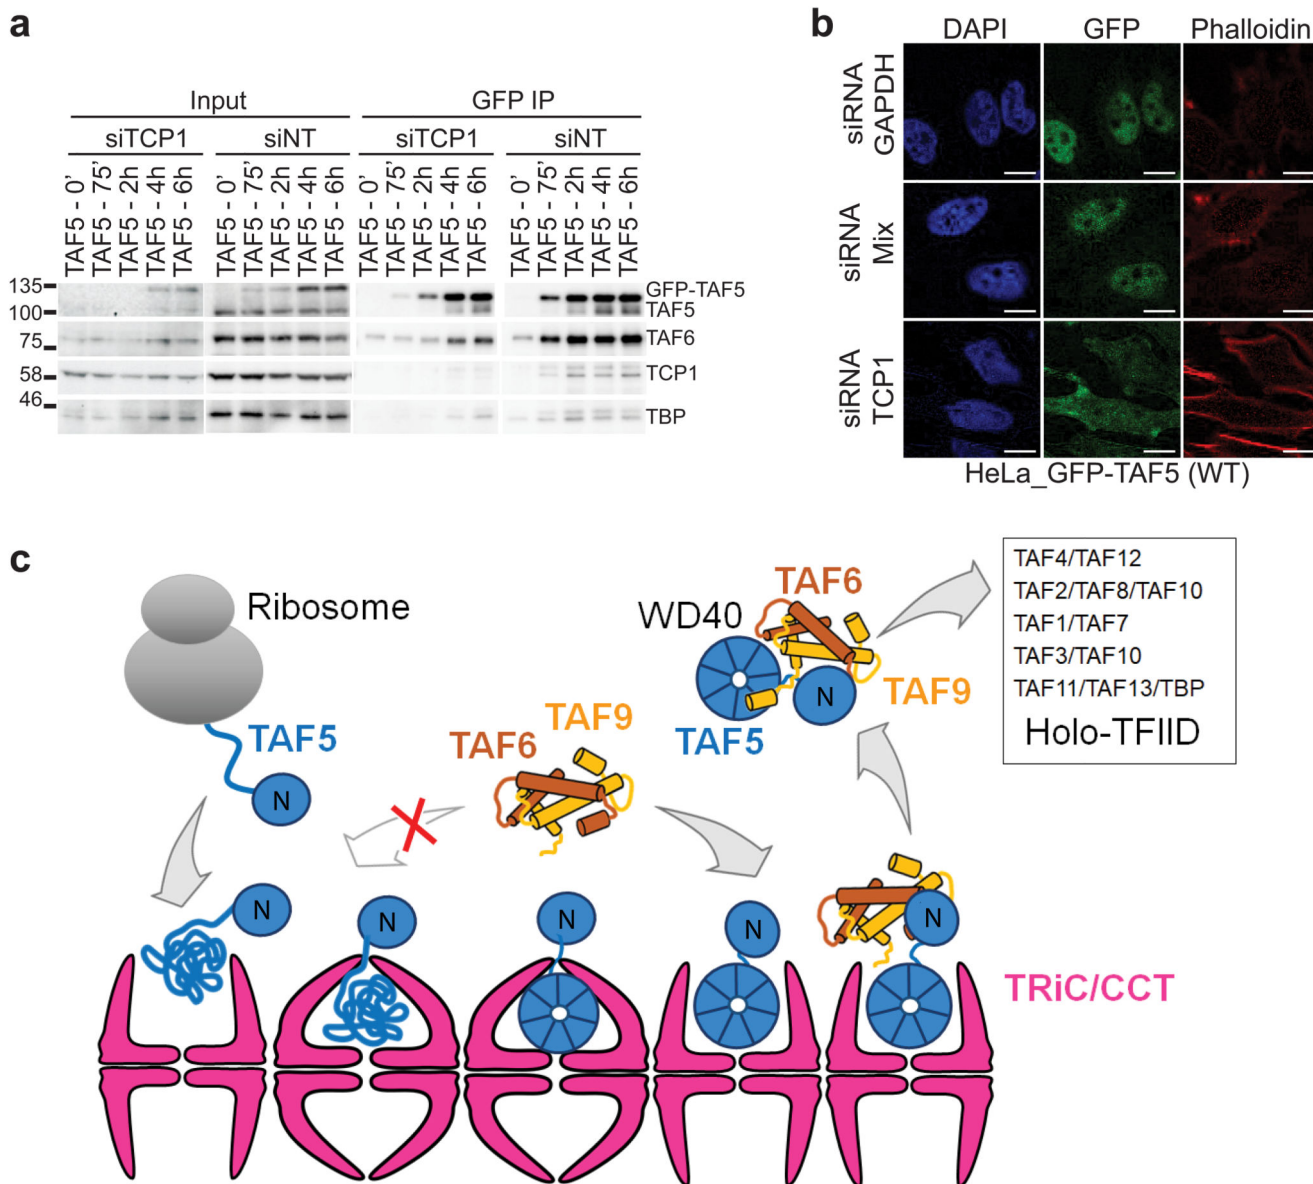 a
Input
GFP IP
siTCP1
siNT
siTCP1
siNT
TAF5 - 0'
TAF5 - 75'
TAF5 - 2h
TAF5 - 4h
TAF5 - 6h
TAF5 - 0'
TAF5 - 75'
TAF5 - 2h
TAF5 - 4h
TAF5 - 6h
TAF5 - 0'
TAF5 - 75'
TAF5 - 2h
TAF5 - 4h
TAF5 - 6h
TAF5 - 0'
TAF5 - 75'
TAF5 - 2h
TAF5 - 4h
TAF5 - 6h
135
100
75
58
46
GFP-TAF5
TAF5
TAF6
TCP1
TBP
b
DAPI
GFP
Phalloidin
siRNA
GAPDH
siRNA
Mix
siRNA
TCP1
HeLa_GFP-TAF5 (WT)
c
Ribosome
TAF5
N
TAF6
TAF9
WD40
TAF6
N
TAF9
TAF5
TAF4/TAF12
TAF2/TAF8/TAF10
TAF1/TAF7
TAF3/TAF10
TAF11/TAF13/TBP
Holo-TFIID
N
N
N
N
N
TRiC/CCT